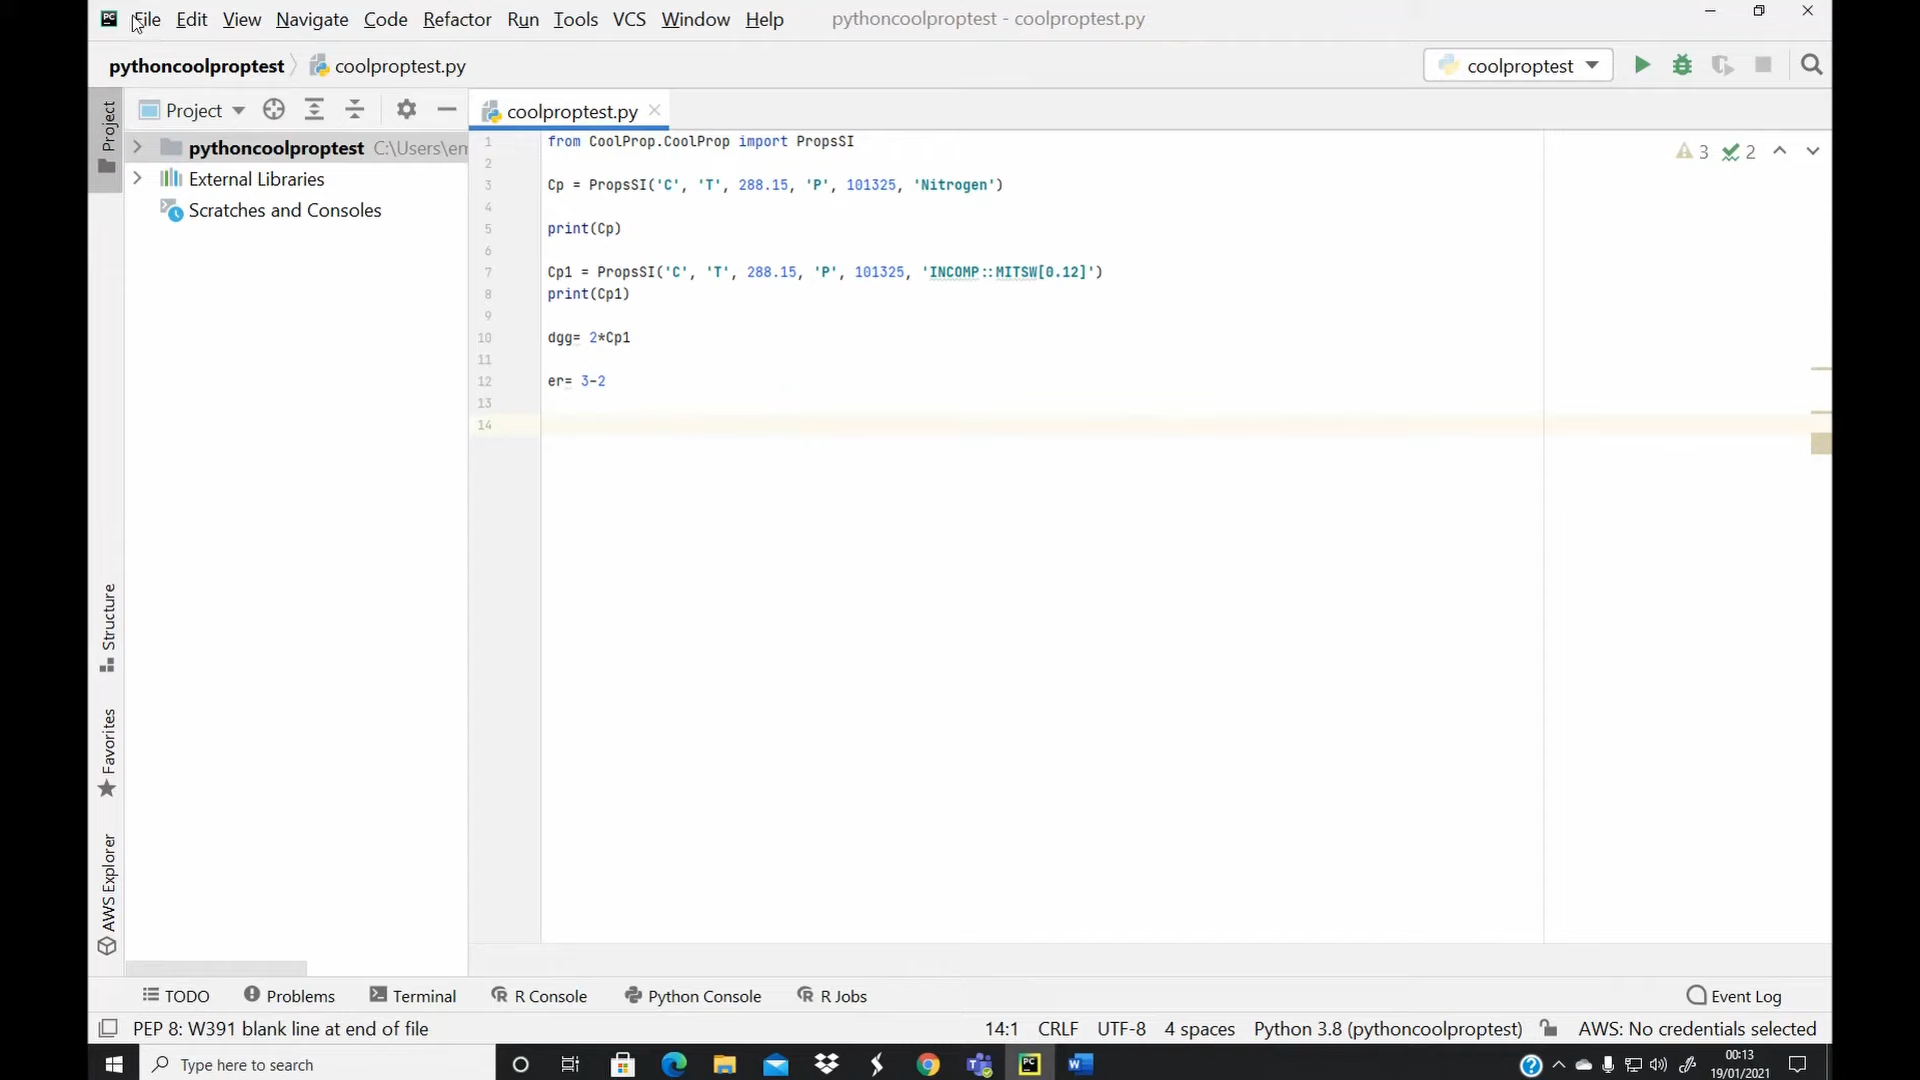 File Edit View Navigate Code Refactor Run Tools VCS Window Help pythoncoolproptest - coolproptest.py
pythoncoolproptest coolproptest.py coolproptest
Project
Project
coolproptest.py
pythoncoolproptest C:\Users\em
External Libraries
Scratches and Consoles
Structure
Favorites
AWS Explorer
1 from CoolProp.CoolProp import PropsSI
2
3 Cp = PropsSI('C', 'T', 288.15, 'P', 101325, 'Nitrogen')
4
5 print(Cp)
6
7 Cp1 = PropsSI('C', 'T', 288.15, 'P', 101325, 'INCOMP::MITSW[0.12]')
8 print(Cp1)
9
10 dgg= 2*Cp1
11
12 er= 3-2
13
14
3 2
TODO Problems Terminal R Console Python Console R Jobs Event Log
PEP 8: W391 blank line at end of file 14:1 CRLF UTF-8 4 spaces Python 3.8 (pythoncoolproptest) AWS: No credentials selected
Type here to search
00:13
19/01/2021